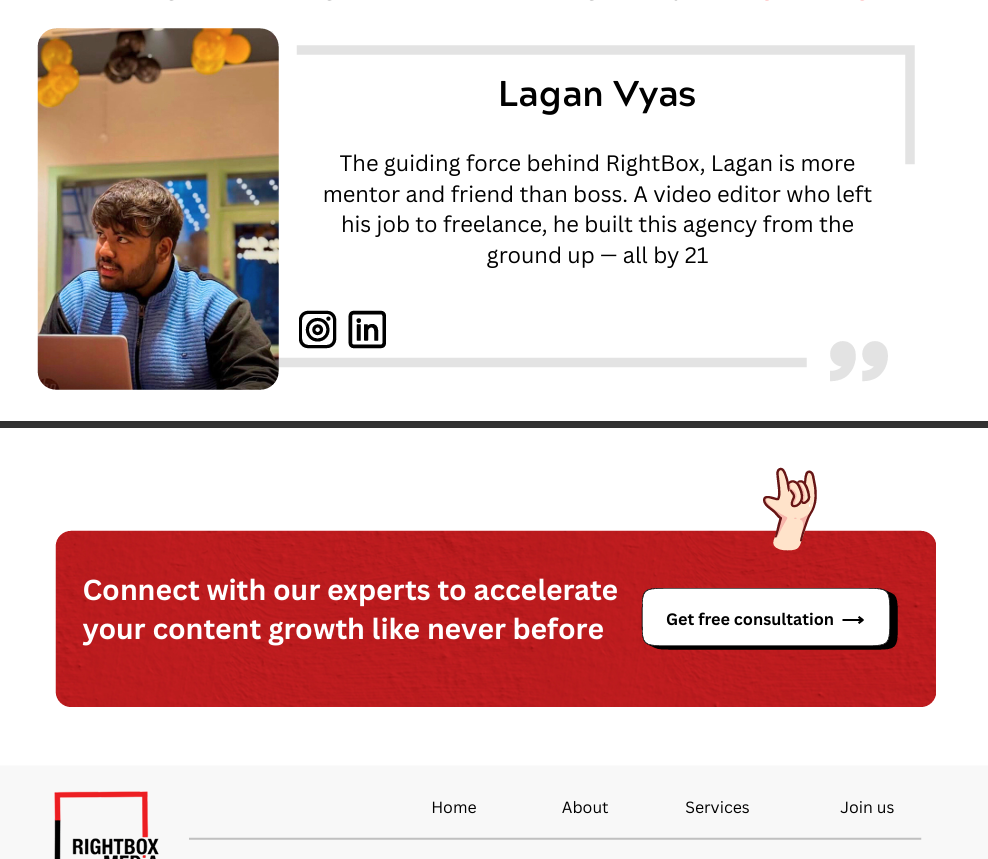 Lagan Vyas
The guiding force behind RightBox, Lagan is more
mentor and friend than boss. A video editor who left
his job to freelance, he built this agency from the
ground up — all by 21
in
Connect with our experts to accelerate
your content growth like never before
Get free consultation →
Home About Services Join us
RIGHTBOX
MEDiA